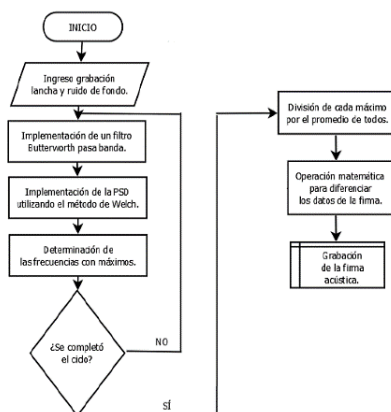 INICIO
Ingreso grabación
lancha y ruido de fondo.
Implementación de un filtro
Butterworth pasa banda.
Implementación de la PSD
utilizando el método de Welch.
Determinación de
las frecuencias con máximos.
¿Se completó
el ciclo?
NO
SÍ
División de cada máximo
por el promedio de todos.
Operación matemática
para diferenciar
los datos de la firma.
Grabación
de la firma
acústica.